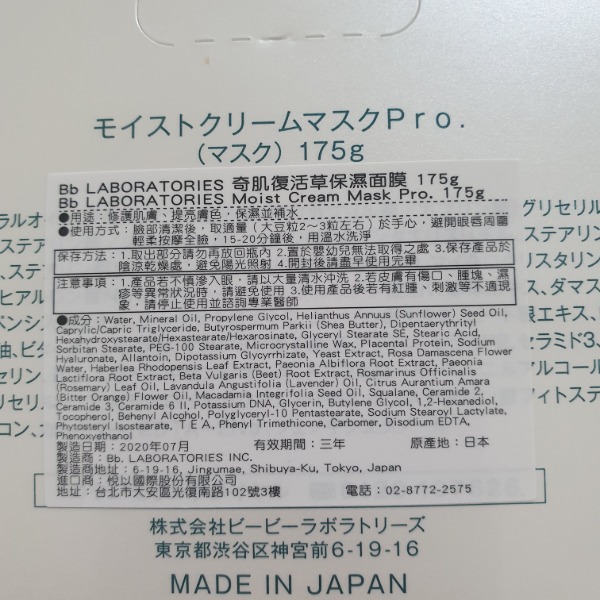 モイストクリームマスクPro.
(マスク) 175g
Bb LABORATORIES 奇肌復活草保濕面膜 175g
Bb LABORATORIES Moist Cream Mask Pro. 175g
●用途：修護肌膚、提亮膚色，保濕並補水
●使用方式：臉部清潔後，取適量（大豆粒2～3粒左右）於手心，避開眼唇周圍
輕柔按摩全臉，15-20分鐘後，用溫水洗淨
保存方法：1.取出部分請勿再放回瓶內 2.置於嬰幼兒無法取得之處 3.保存產品於
陰涼乾燥處，避免陽光照射 4.開封後請盡早使用完畢
注意事項：1.產品若不慎滲入眼，請以大量清水沖洗 2.若皮膚有傷口、腫塊、濕
疹等異常狀況時，請避免使用 3.使用產品後若有紅腫、刺激等不適現
象，請停止使用並諮詢專業醫師
●成分：Water, Mineral Oil, Propylene Glycol, Helianthus Annuus (Sunflower) Seed Oil,
Caprylic/Capric Triglyceride, Butyrospermum Parkii (Shea Butter), Dipentaerythrityl
Hexahydroxystearate/Hexastearate/Hexarosinate, Glyceryl Stearate SE, Stearic Acid,
Sorbitan Stearate, PEG-100 Stearate, Microcrystalline Wax, Placental Protein, Sodium
Hyaluronate, Allantoin, Dipotassium Glycyrrhizate, Yeast Extract, Rosa Damascena Flower
Water, Haberlea Rhodopensis Leaf Extract, Paeonia Albiflora Root Extract, Paeonia
Lactiflora Root Extract, Beta Vulgaris (Beet) Root Extract, Rosmarinus Officinalis
(Rosemary) Leaf Oil, Lavandula Angustifolia (Lavender) Oil, Citrus Aurantium Amara
(Bitter Orange) Flower Oil, Macadamia Integrifolia Seed Oil, Squalane, Ceramide 2,
Ceramide 3, Ceramide 6 II, Potassium DNA, Glycerin, Butylene Glycol, 1,2-Hexanediol,
Tocopherol, Behenyl Alcohol, Polyglyceryl-10 Pentastearate, Sodium Stearoyl Lactylate,
Phytosteryl Isostearate, T E A, Phenyl Trimethicone, Carbomer, Disodium EDTA,
Phenoxyethanol
製造日期：2020年07月 有效期間：三年 原產地：日本
製造商：Bb. LABORATORIES INC.
製造商地址：6-19-16, Jingumae, Shibuya-Ku, Tokyo, Japan
進口商：悅以國際股份有限公司
地址：台北市大安區光復南路102號3樓 電話：02-8772-2575
株式会社ビービーラボラトリーズ
東京都渋谷区神宮前6-19-16
MADE IN JAPAN